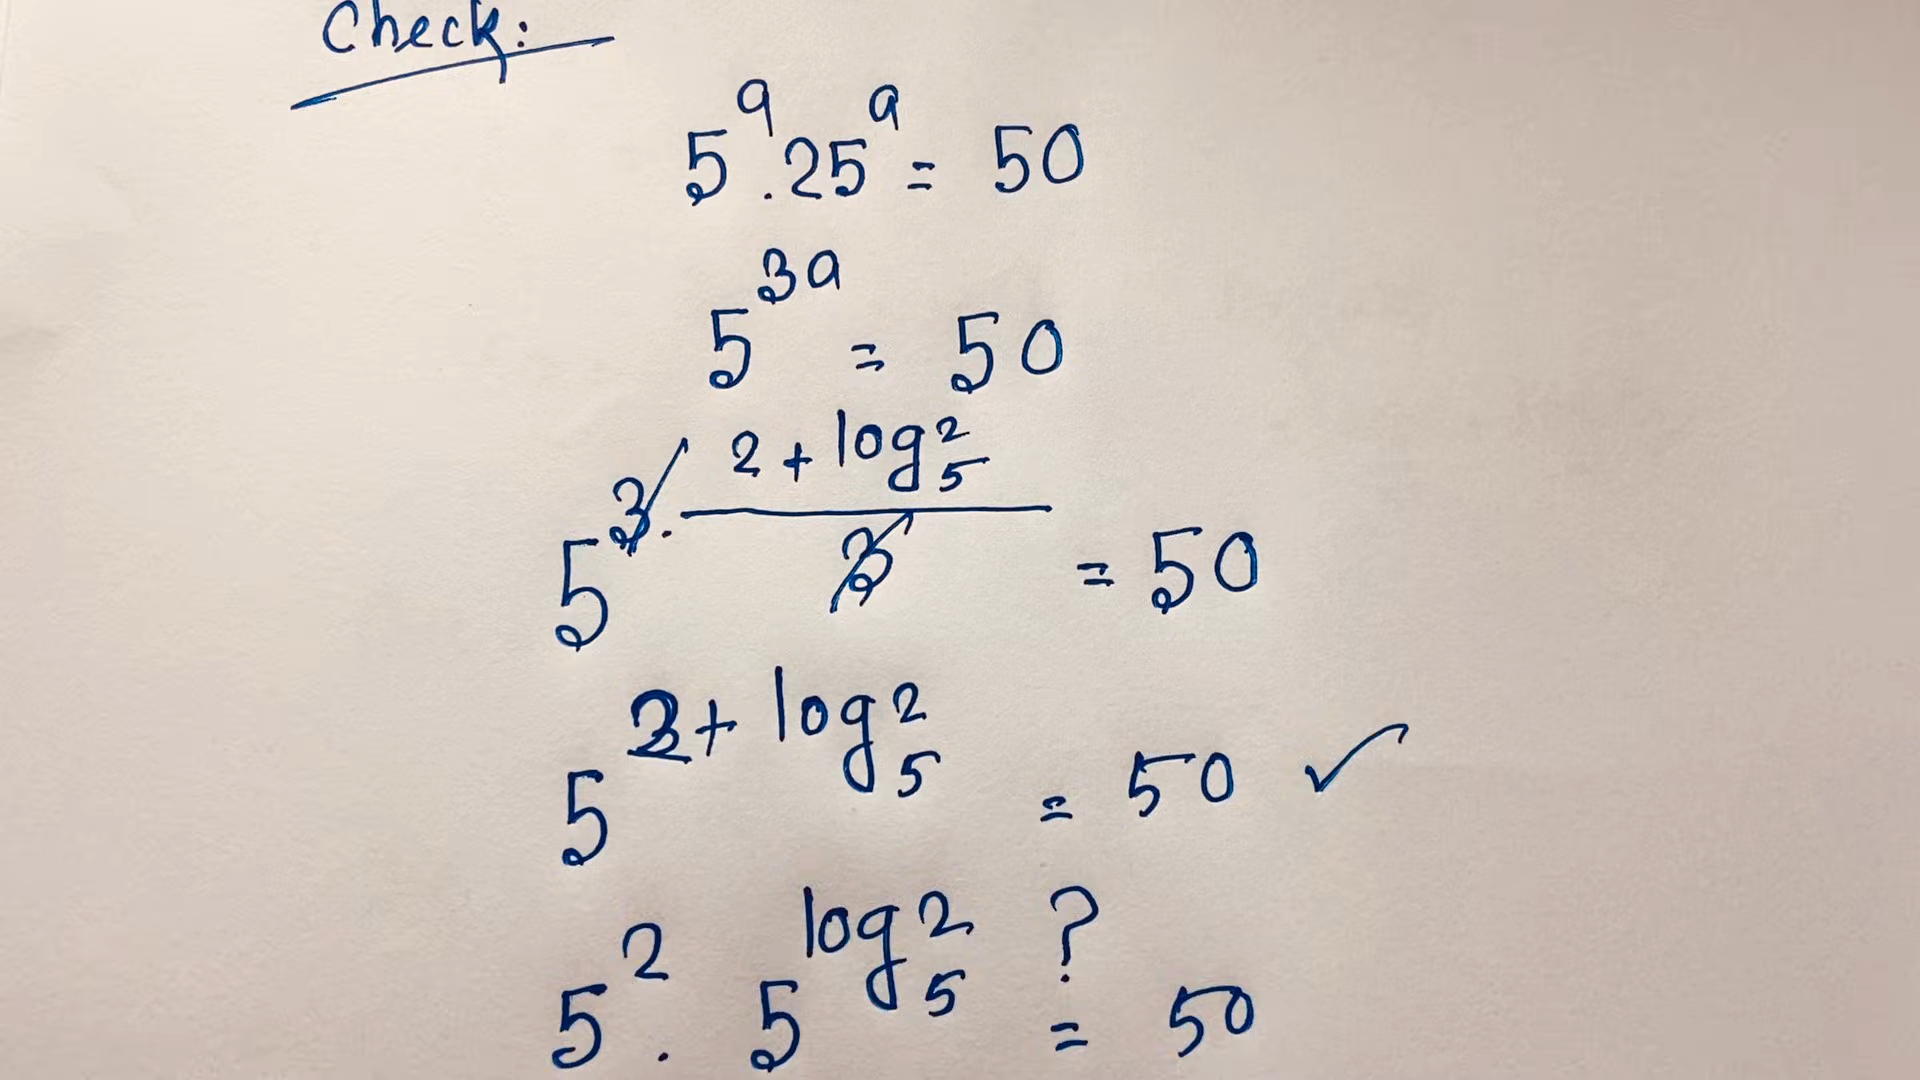 Check:
5^a . 25^a = 50
5^3a = 50
5^3 . (2 + log_5 2)/3 = 50
5^2+ log_5 2 = 50 ✓
5^2 . 5^log_5 2 ?= 50